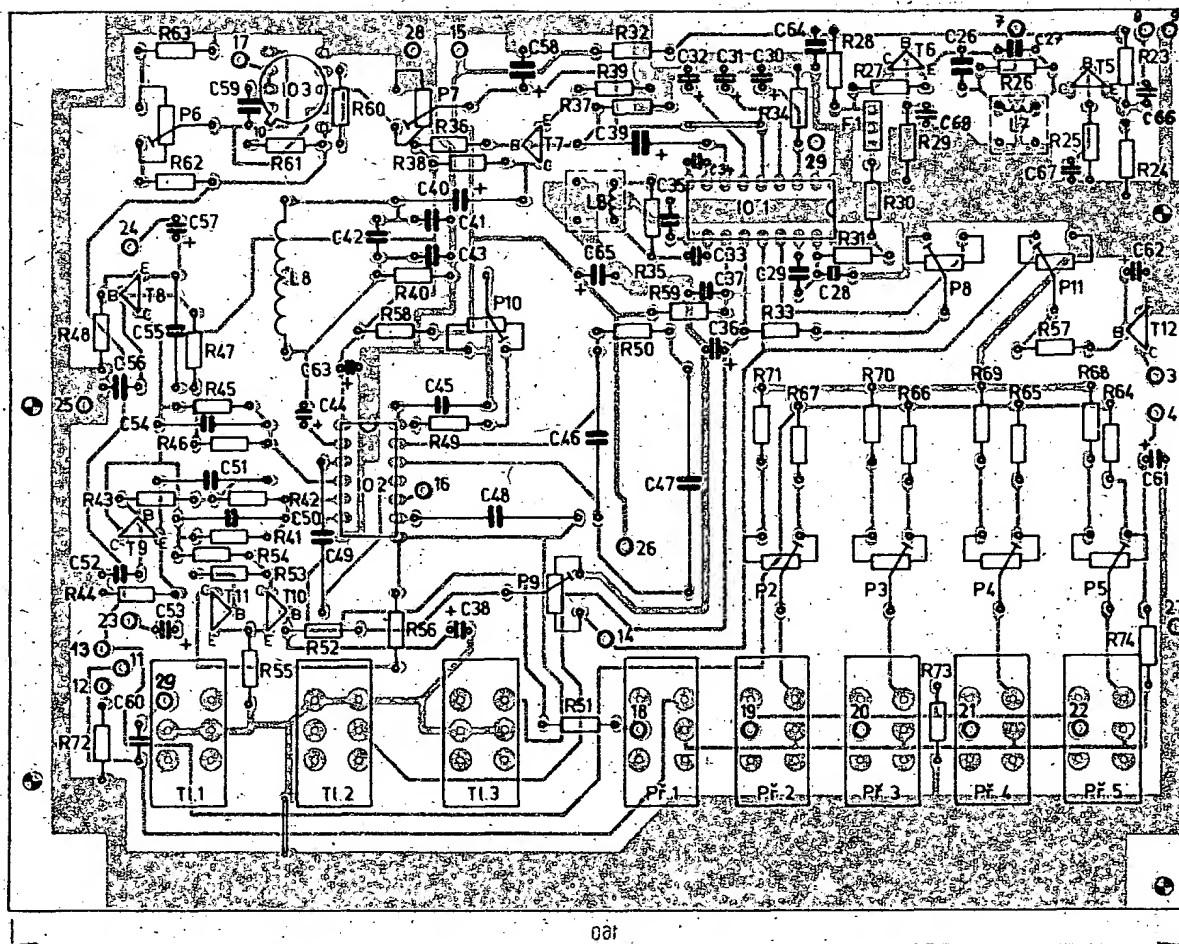 R63 17 28 15 R32 C64 R28 T6 C26 7 C27 8 9
C58 C32 C31 C30 B C E R23
C59 IO3 R60 P7 R39 R27 R26 T5
P6 R37 R34 F1 C68 C66
10 R36 C39 R25
R61 B T7 29 R29 L7
R62 R38 C34 C67 R24
C40 L9 C35 IO1 R30
C57 C41 R31
24 C42 C43 C33 C29 C62
L8 C65 R35 C37 C28
E B T8 C R40 P10 R59 P8 P11
R48 C55 R58 R33 T12
R47 R50 C36 R57 B C
C56 C63 R71 R70 R69 R68 3
25 R45 C44 C45 R67 R66 R65 R64 4
C54 R49 C46
R46 C61
C51 IO2 C47
R43 R42 16 C48
B C50
C T9 R41 C49 26
C52 R54
R53 P9 P2 P3 P4 P5
R44 T11 T10 27
23 C53 B C38
13 E R52 R56 14 R74
11 R55 R73
12 C60 29 R51 18 19 20 21 22
R72
Tl.1 Tl.2 Tl.3 Př.1 Př.2 Př.3 Př.4 Př.5
160